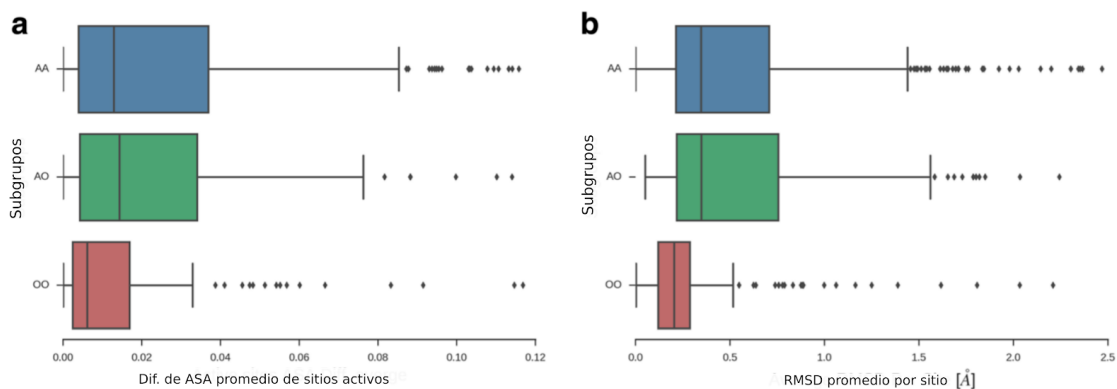 a
AA
AO
OO
Subgrupos
0.00 0.02 0.04 0.06 0.08 0.10 0.12
Dif. de ASA promedio de sitios activos
b
AA
AO
OO
Subgrupos
0.0 0.5 1.0 1.5 2.0 2.5
RMSD promedio por sitio [Å]